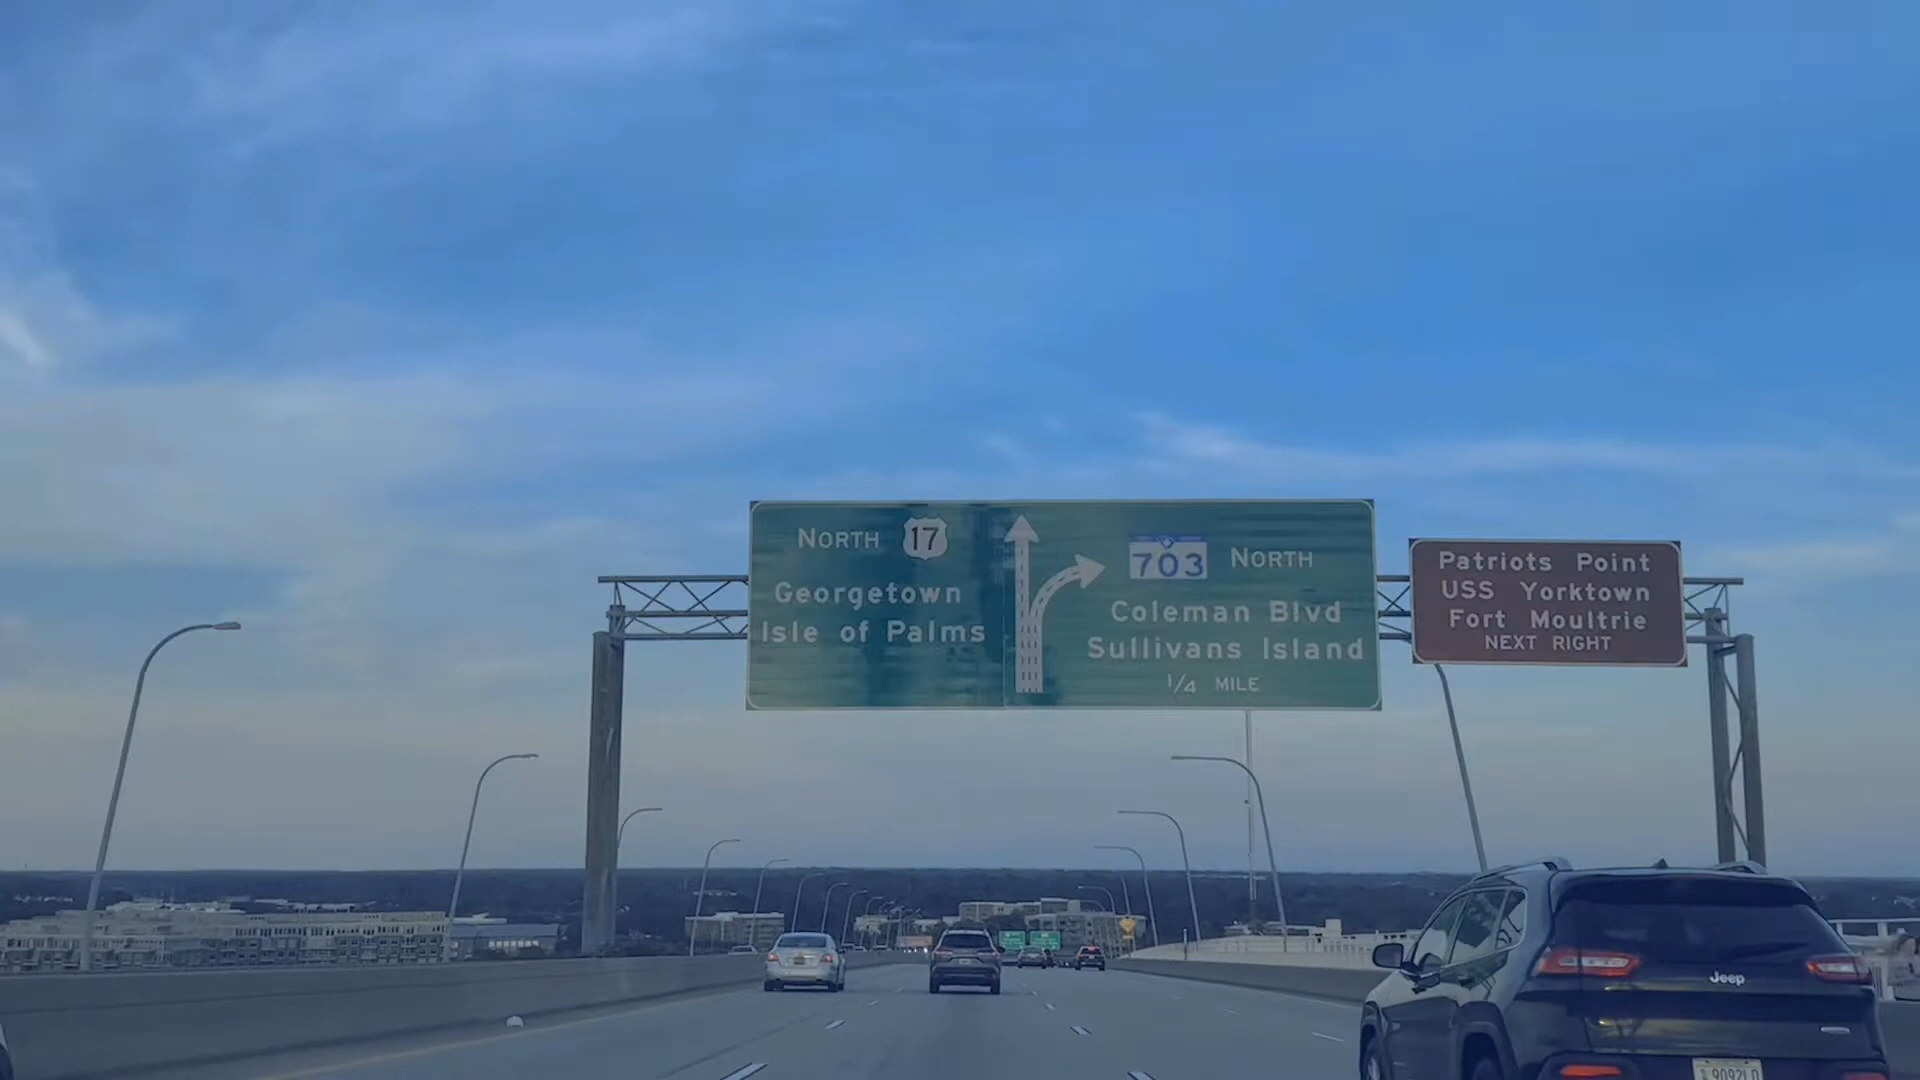 NORTH 17
Georgetown
Isle of Palms
703 NORTH
Coleman Blvd
Sullivans Island
1/4 MILE
Patriots Point
USS Yorktown
Fort Moultrie
NEXT RIGHT
Jeep